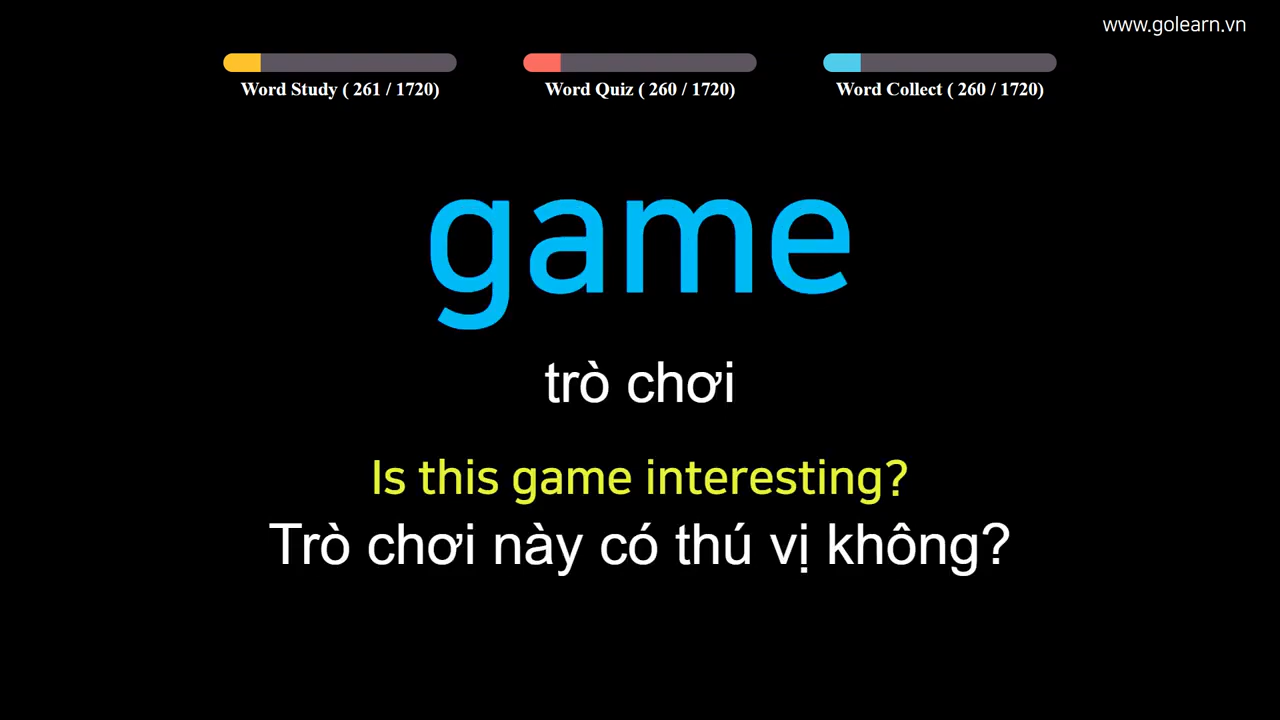 www.golearn.vn
Word Study ( 261 / 1720)
Word Quiz ( 260 / 1720)
Word Collect ( 260 / 1720)
game
trò chơi
Is this game interesting?
Trò chơi này có thú vị không?